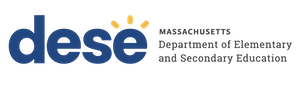 dese
MASSACHUSETTS
Department of Elementary
and Secondary Education